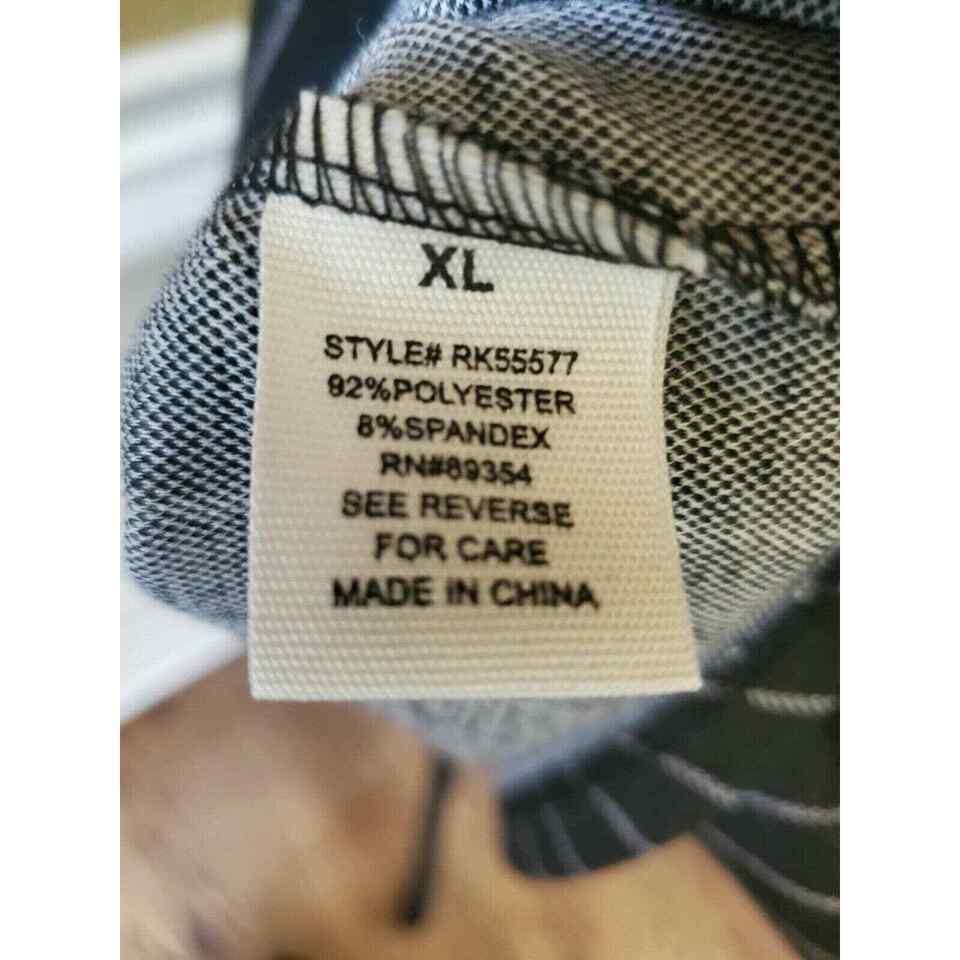 XL
STYLE# RK55577
92%POLYESTER
8%SPANDEX
RN#89354
SEE REVERSE
FOR CARE
MADE IN CHINA